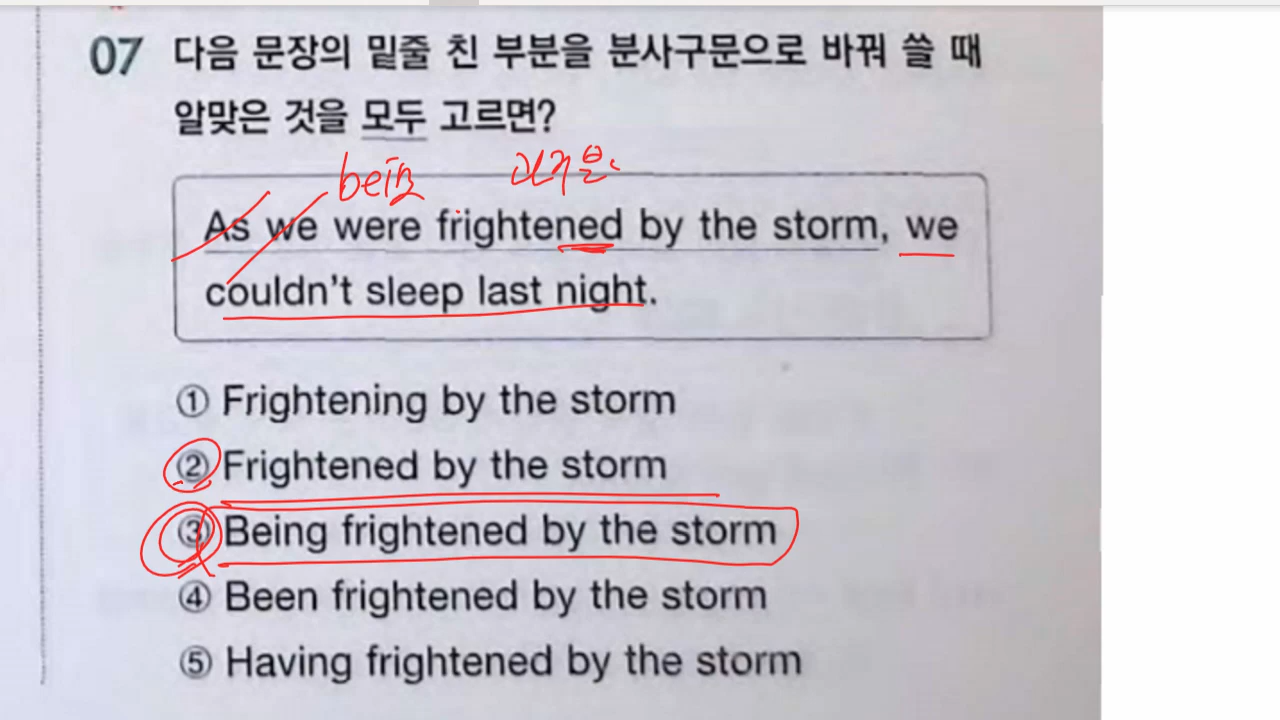 07 다음 문장의 밑줄 친 부분을 분사구문으로 바꿔 쓸 때
알맞은 것을 모두 고르면?
being 과거분
As we were frightened by the storm, we
couldn't sleep last night.
① Frightening by the storm
② Frightened by the storm
③ Being frightened by the storm
④ Been frightened by the storm
⑤ Having frightened by the storm